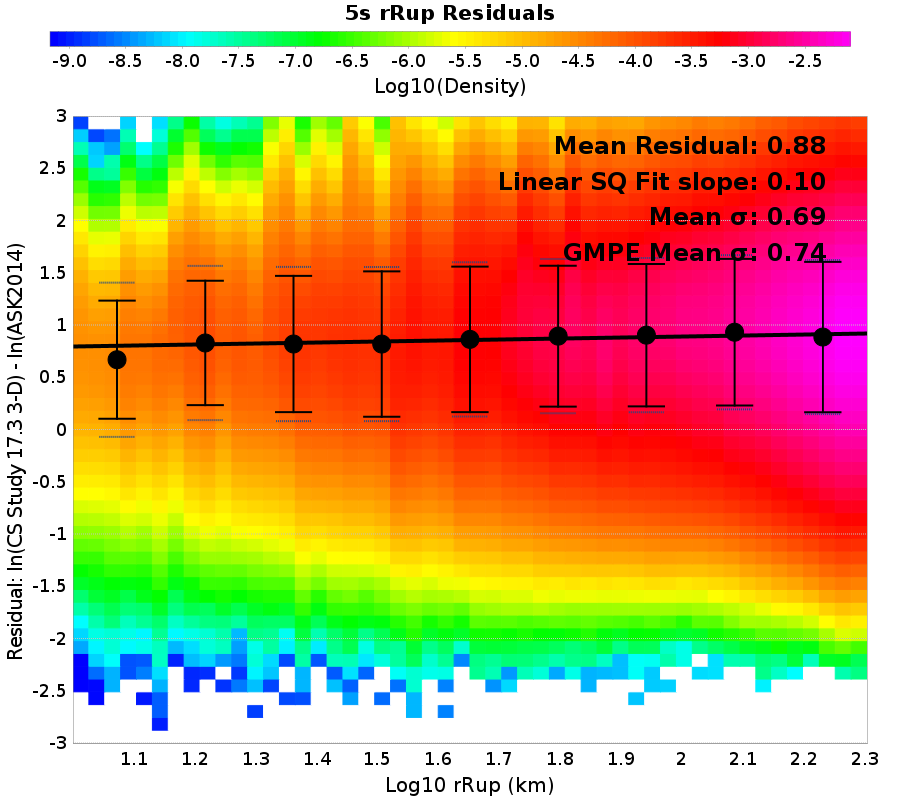 5s rRup Residuals
-9.0 -8.5 -8.0 -7.5 -7.0 -6.5 -6.0 -5.5 -5.0 -4.5 -4.0 -3.5 -3.0 -2.5
Log10(Density)
Mean Residual: 0.88
Linear SQ Fit slope: 0.10
Mean σ: 0.69
GMPE Mean σ: 0.74
Residual: ln(CS Study 17.3 3-D) - ln(ASK2014)
3
2.5
2
1.5
1
0.5
0
-0.5
-1
-1.5
-2
-2.5
-3
1.1 1.2 1.3 1.4 1.5 1.6 1.7 1.8 1.9 2 2.1 2.2 2.3
Log10 rRup (km)